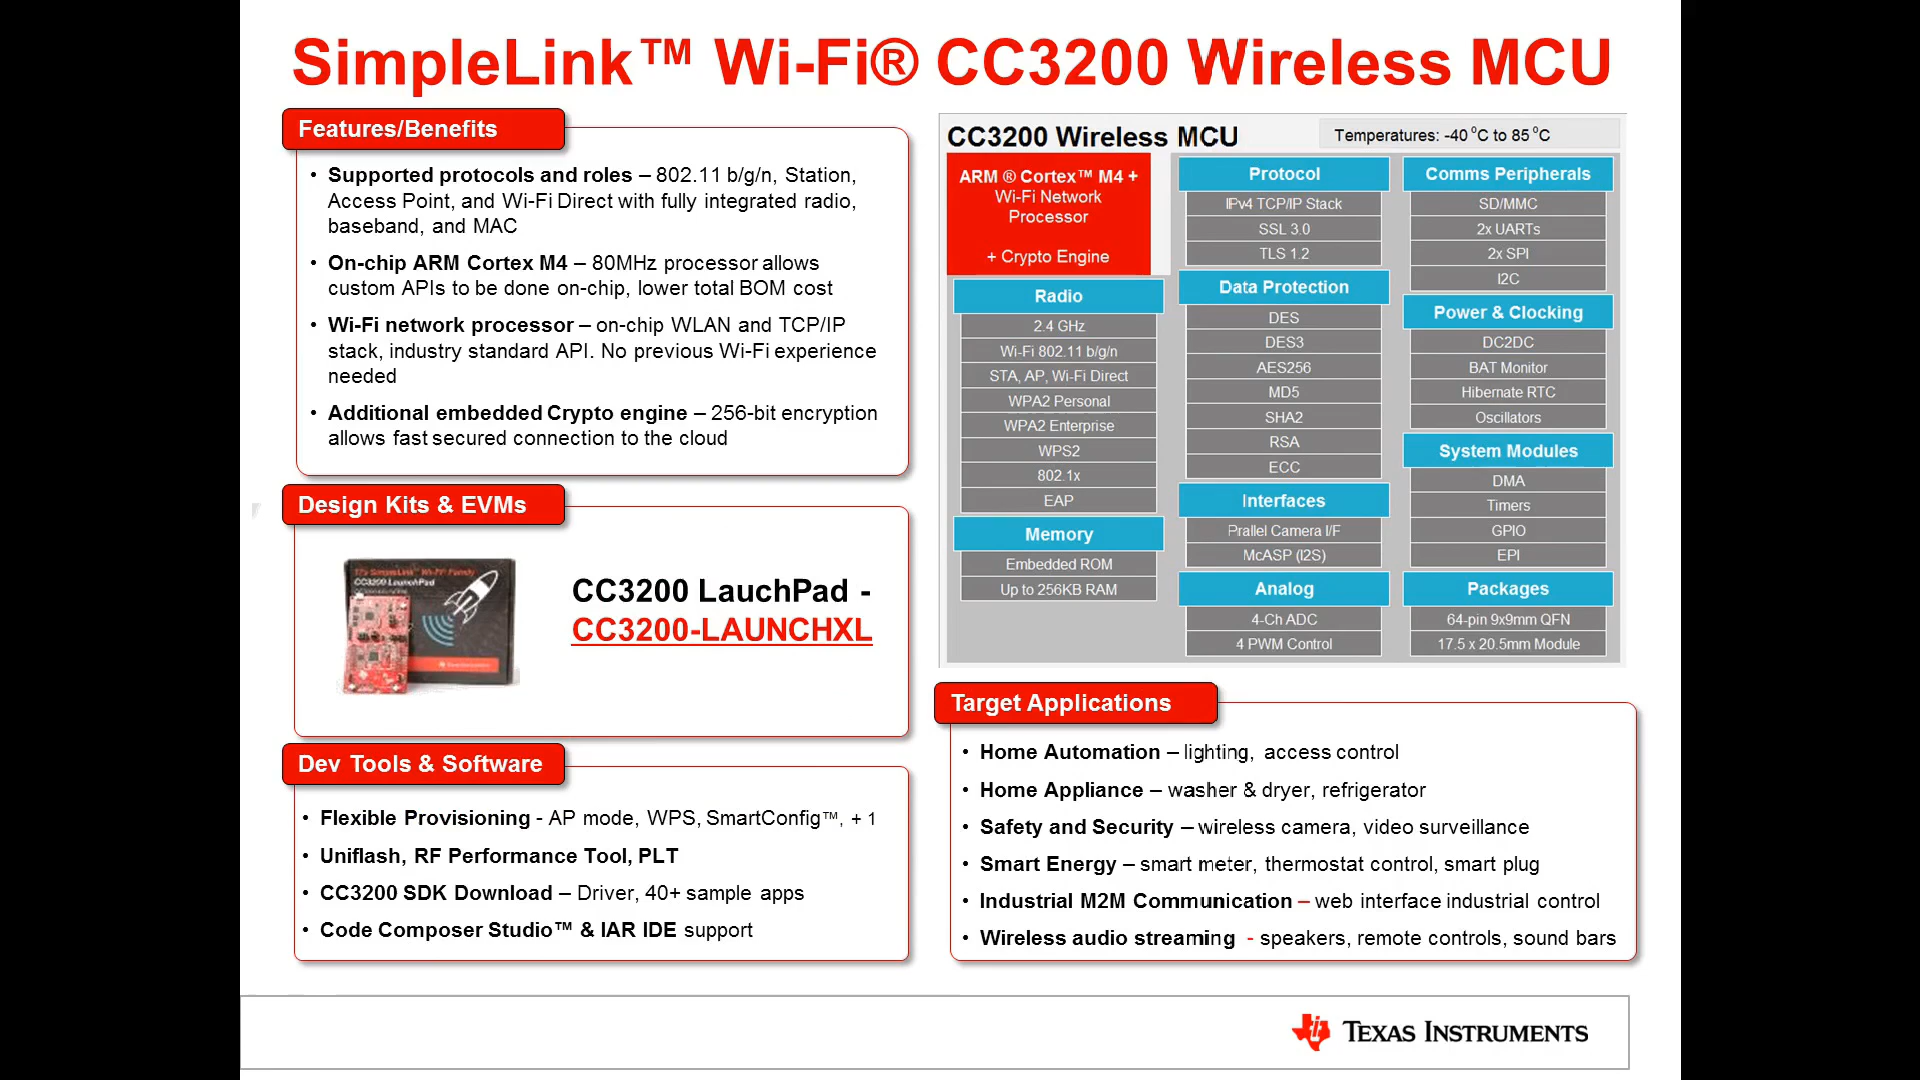 SimpleLink™ Wi-Fi® CC3200 Wireless MCU
Features/Benefits
• Supported protocols and roles – 802.11 b/g/n, Station,
Access Point, and Wi-Fi Direct with fully integrated radio,
baseband, and MAC
• On-chip ARM Cortex M4 – 80MHz processor allows
custom APIs to be done on-chip, lower total BOM cost
• Wi-Fi network processor – on-chip WLAN and TCP/IP
stack, industry standard API. No previous Wi-Fi experience
needed
• Additional embedded Crypto engine – 256-bit encryption
allows fast secured connection to the cloud
Design Kits & EVMs
CC3200 LaunchPad
CC3200 LauchPad -
CC3200-LAUNCHXL
Dev Tools & Software
• Flexible Provisioning - AP mode, WPS, SmartConfig™, + 1
• Uniflash, RF Performance Tool, PLT
• CC3200 SDK Download – Driver, 40+ sample apps
• Code Composer Studio™ & IAR IDE support
CC3200 Wireless MCU
Temperatures: -40 °C to 85 °C
ARM ® Cortex™ M4 +
Wi-Fi Network
Processor
+ Crypto Engine
Radio
2.4 GHz
Wi-Fi 802.11 b/g/n
STA, AP, Wi-Fi Direct
WPA2 Personal
WPA2 Enterprise
WPS2
802.1x
EAP
Memory
Embedded ROM
Up to 256KB RAM
Protocol
IPv4 TCP/IP Stack
SSL 3.0
TLS 1.2
Data Protection
DES
DES3
AES256
MD5
SHA2
RSA
ECC
Interfaces
Prallel Camera I/F
McASP (I2S)
Analog
4-Ch ADC
4 PWM Control
Comms Peripherals
SD/MMC
2x UARTs
2x SPI
I2C
Power & Clocking
DC2DC
BAT Monitor
Hibernate RTC
Oscillators
System Modules
DMA
Timers
GPIO
EPI
Packages
64-pin 9x9mm QFN
17.5 x 20.5mm Module
Target Applications
• Home Automation – lighting, access control
• Home Appliance – washer & dryer, refrigerator
• Safety and Security – wireless camera, video surveillance
• Smart Energy – smart meter, thermostat control, smart plug
• Industrial M2M Communication – web interface industrial control
• Wireless audio streaming - speakers, remote controls, sound bars
TEXAS INSTRUMENTS